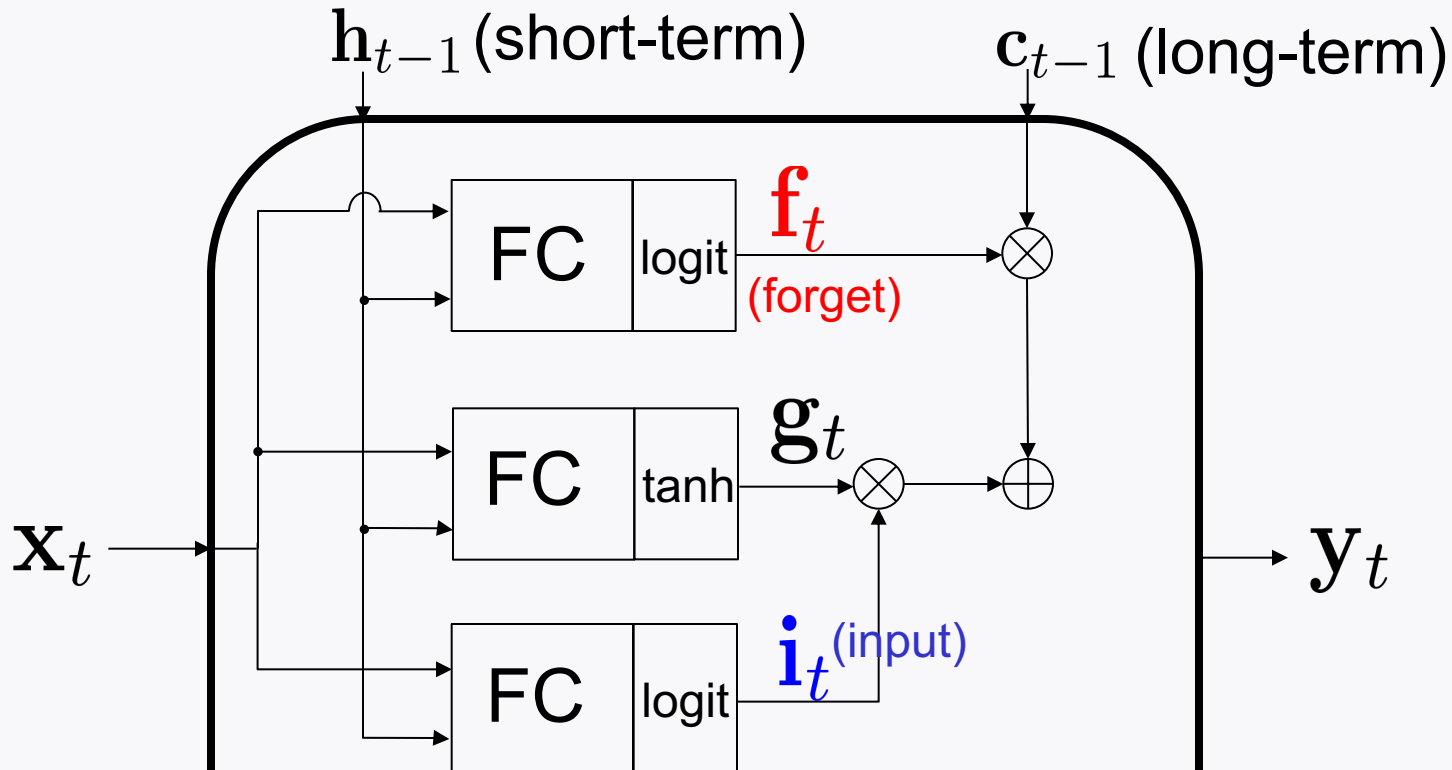 h_{t−1} (short-term)
c_{t−1} (long-term)
FC
logit
f_t
(forget)
FC
tanh
g_t
x_t
y_t
FC
logit
i_t (input)